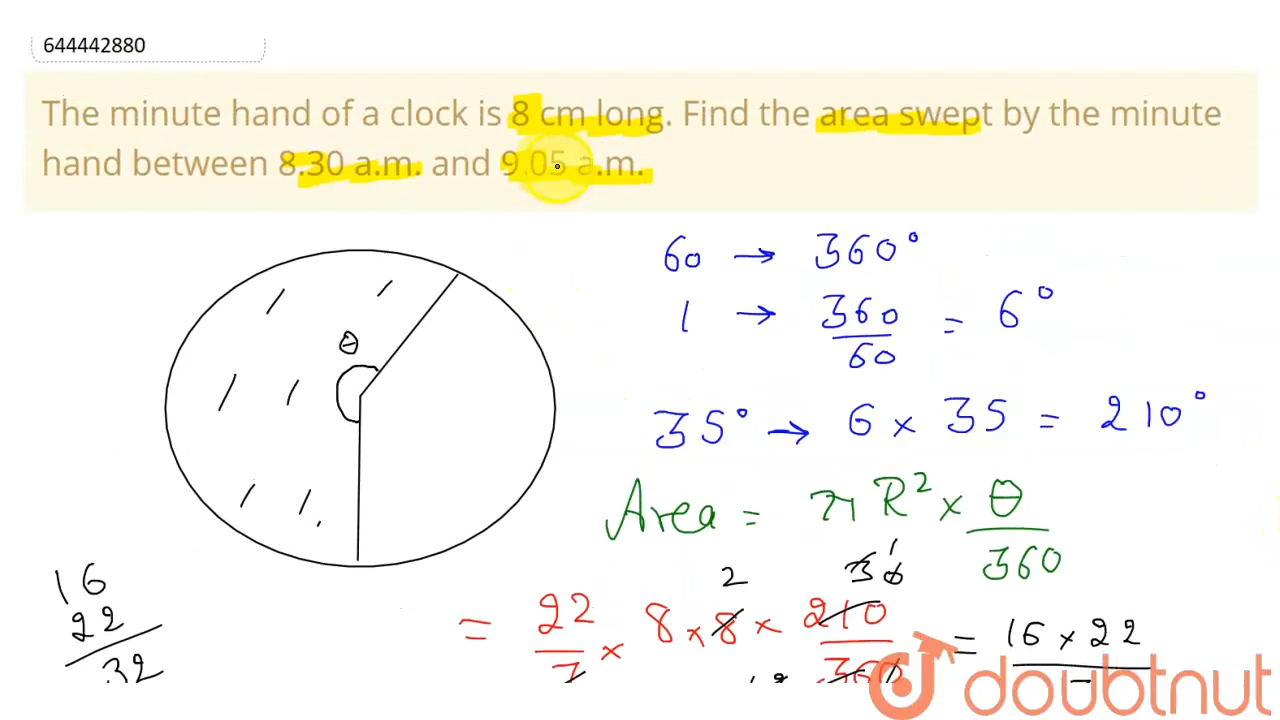 644442880
The minute hand of a clock is 8 cm long. Find the area swept by the minute
hand between 8.30 a.m. and 9.05 a.m.
60 → 360°
1 → 360/60 = 6°
θ
35° → 6 × 35 = 210°
Area = πR² × θ/360
= 22/7 × 8 × 8 × 210/360 = 16 × 22
2
16
22
32
doubtnut